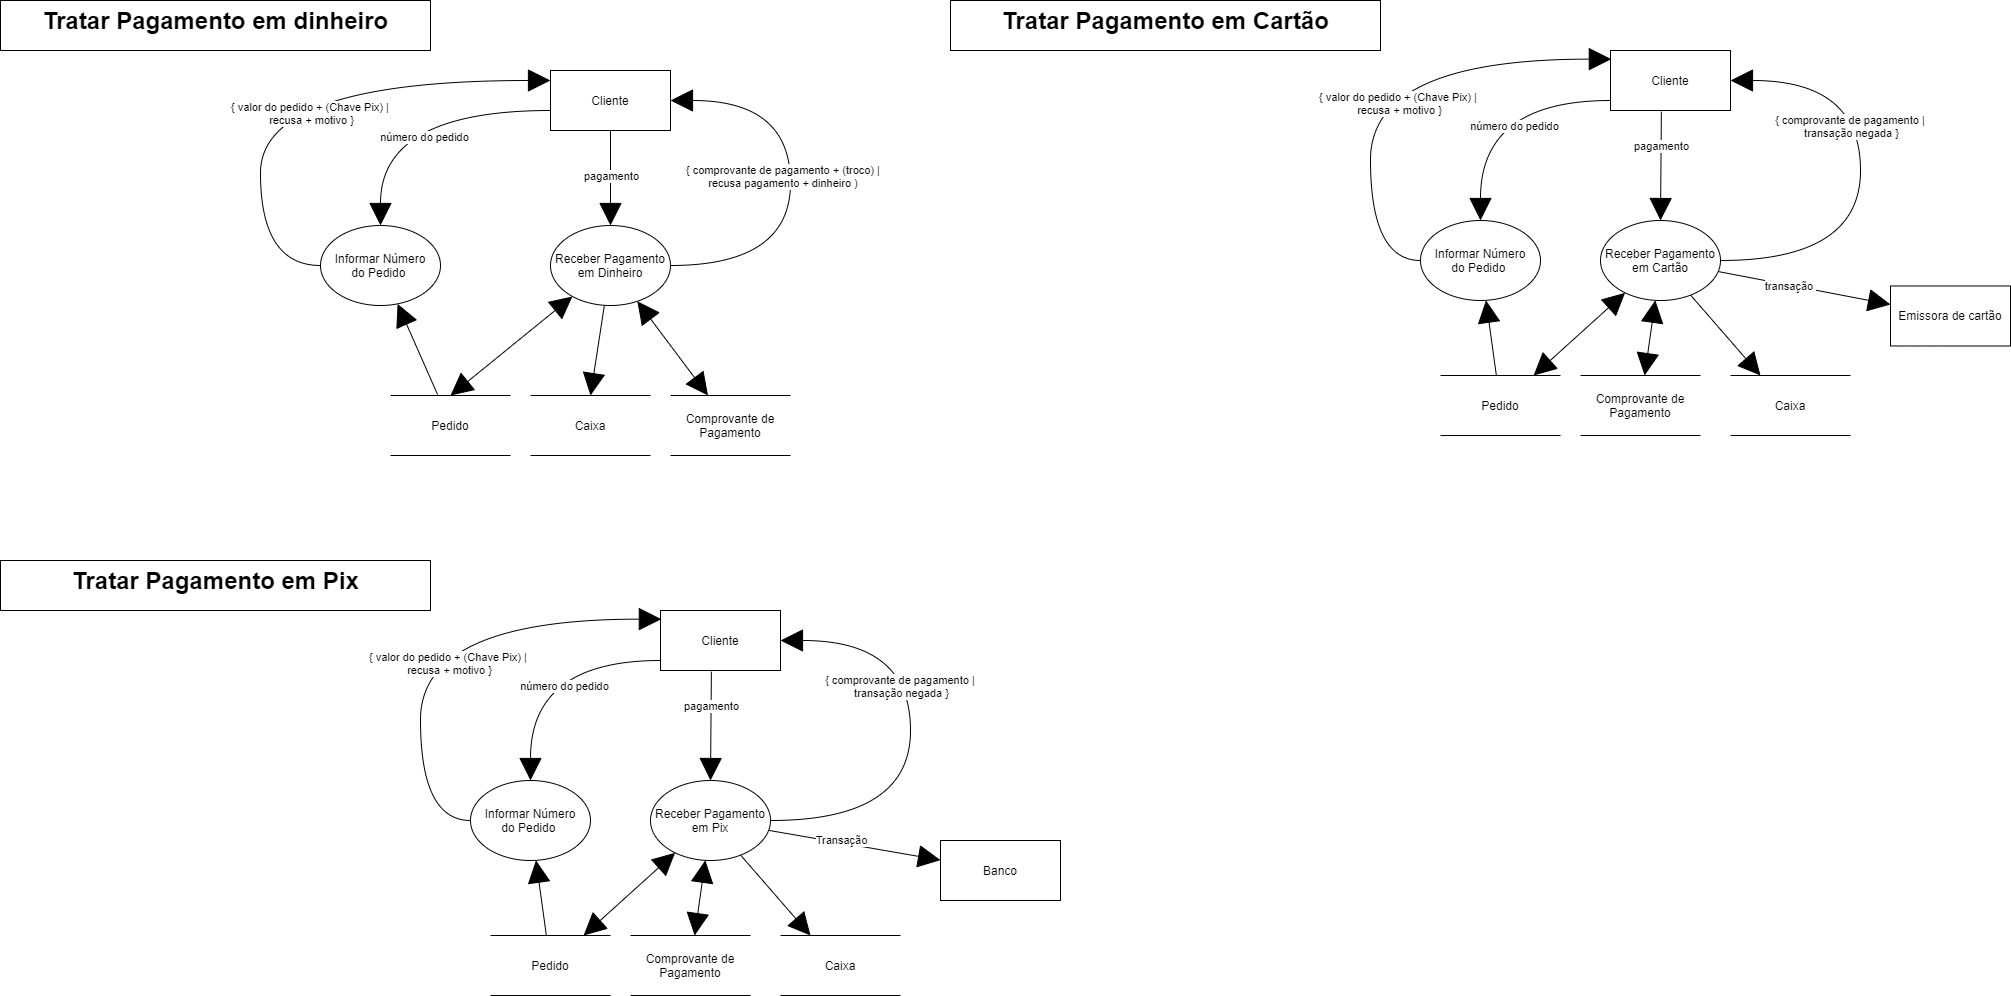 Tratar Pagamento em dinheiro
Cliente
{ valor do pedido + (Chave Pix) |
recusa + motivo }
número do pedido
pagamento
{ comprovante de pagamento + (troco) |
recusa pagamento + dinheiro )
Informar Número
do Pedido
Receber Pagamento
em Dinheiro
Pedido
Caixa
Comprovante de
Pagamento
Tratar Pagamento em Cartão
Cliente
{ valor do pedido + (Chave Pix) |
recusa + motivo }
número do pedido
pagamento
{ comprovante de pagamento |
transação negada }
Informar Número
do Pedido
Receber Pagamento
em Cartão
transação
Emissora de cartão
Pedido
Comprovante de
Pagamento
Caixa
Tratar Pagamento em Pix
Cliente
{ valor do pedido + (Chave Pix) |
recusa + motivo }
número do pedido
pagamento
{ comprovante de pagamento |
transação negada }
Informar Número
do Pedido
Receber Pagamento
em Pix
Transação
Banco
Pedido
Comprovante de
Pagamento
Caixa